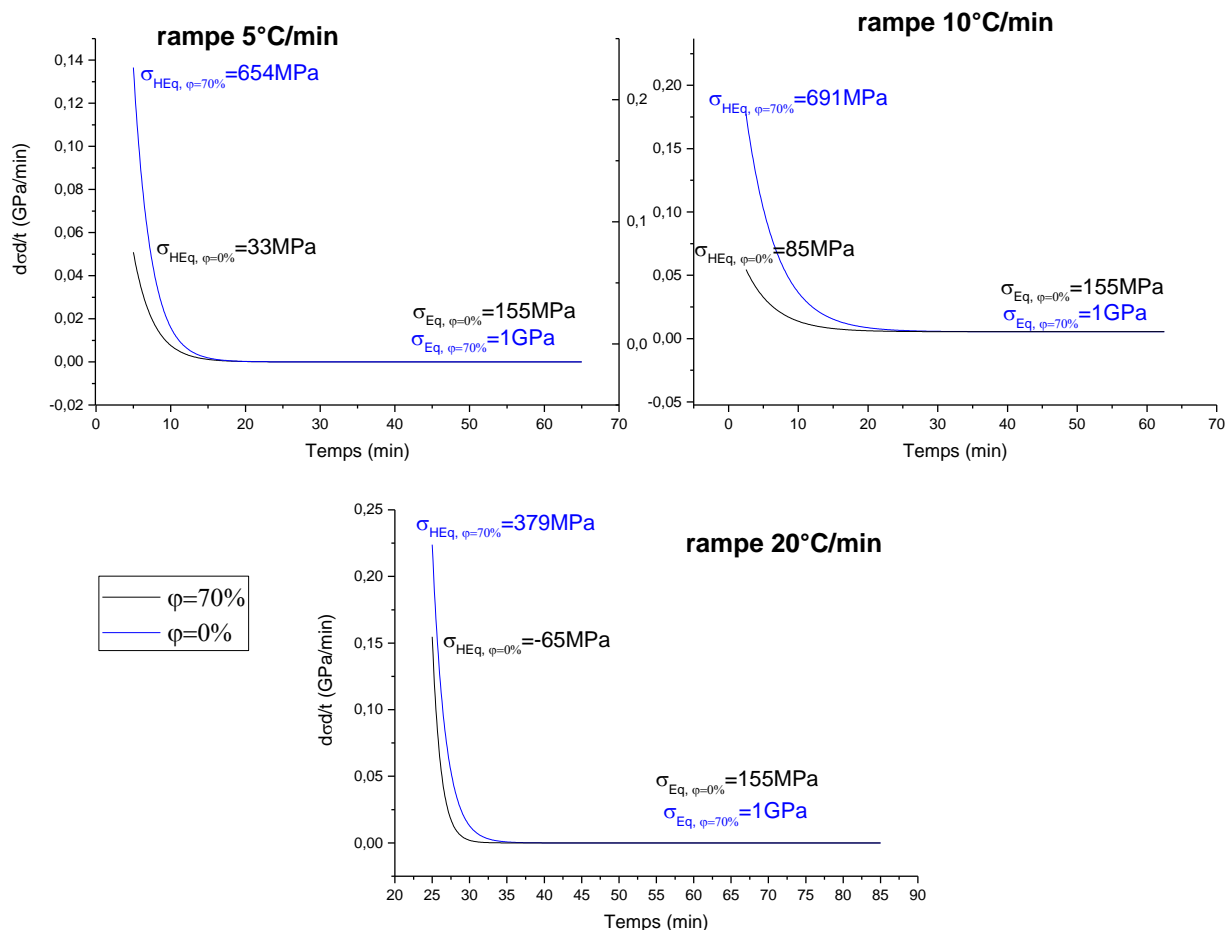 rampe 5°C/min
σHEq, φ=70%=654MPa
σHEq, φ=0%=33MPa
σEq, φ=0%=155MPa
σEq, φ=70%=1GPa
dσd/t (GPa/min)
0,14
0,12
0,10
0,08
0,06
0,04
0,02
0,00
-0,02
0,2
0,1
0,0
0 10 20 30 40 50 60 70
Temps (min)
rampe 10°C/min
σHEq, φ=70%=691MPa
σHEq, φ=0%=85MPa
σEq, φ=0%=155MPa
σEq, φ=70%=1GPa
0,20
0,15
0,10
0,05
0,00
-0,05
0 10 20 30 40 50 60 70
Temps (min)
φ=70%
φ=0%
rampe 20°C/min
σHEq, φ=70%=379MPa
σHEq, φ=0%=-65MPa
σEq, φ=0%=155MPa
σEq, φ=70%=1GPa
dσd/t (GPa/min)
0,25
0,20
0,15
0,10
0,05
0,00
20 25 30 35 40 45 50 55 60 65 70 75 80 85 90
Temps (min)